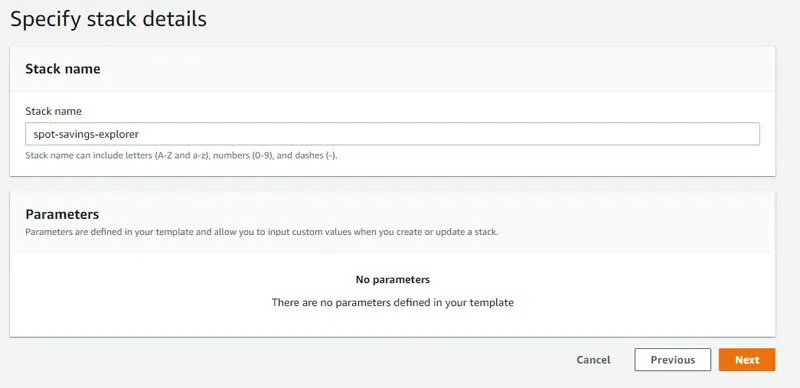 Specify stack details
Stack name
Stack name
spot-savings-explorer
Stack name can include letters (A-Z and a-z), numbers (0-9), and dashes (-).
Parameters
Parameters are defined in your template and allow you to input custom values when you create or update a stack.
No parameters
There are no parameters defined in your template
Cancel Previous Next